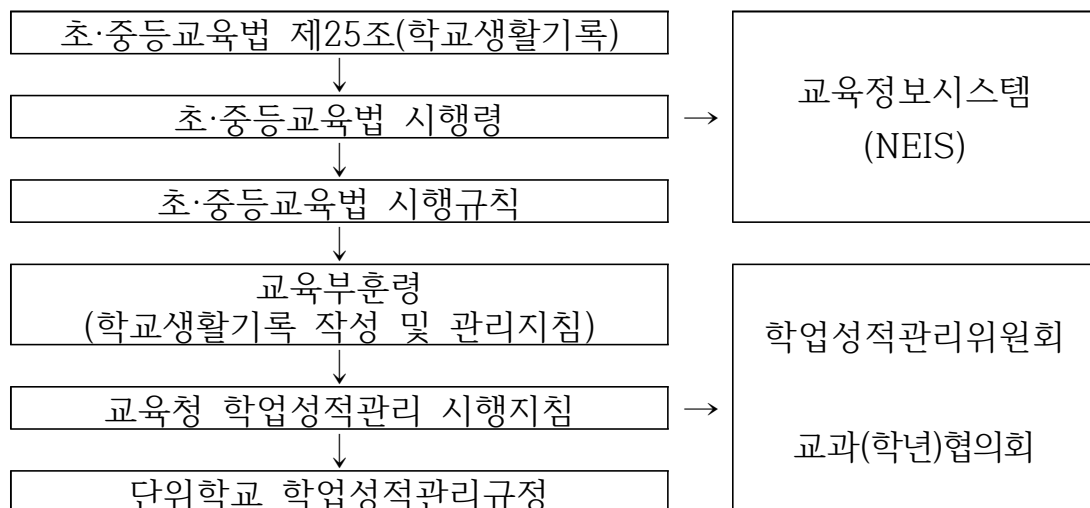 초·중등교육법 제25조(학교생활기록)
↓
초·중등교육법 시행령
→
교육정보시스템
(NEIS)
↓
초·중등교육법 시행규칙
↓
교육부훈령
(학교생활기록 작성 및 관리지침)
↓
교육청 학업성적관리 시행지침
→
학업성적관리위원회
교과(학년)협의회
↓
단위학교 학업성적관리규정